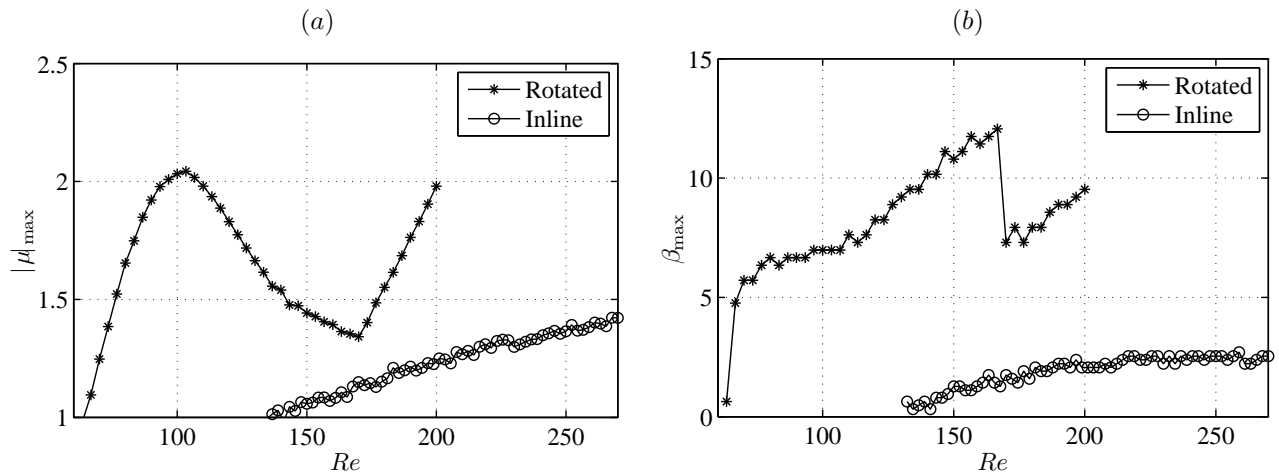 (a)
2.5
2
1.5
1
|μ|max
100
150
200
250
Re
Rotated
Inline
(b)
15
10
5
0
βmax
100
150
200
250
Re
Rotated
Inline